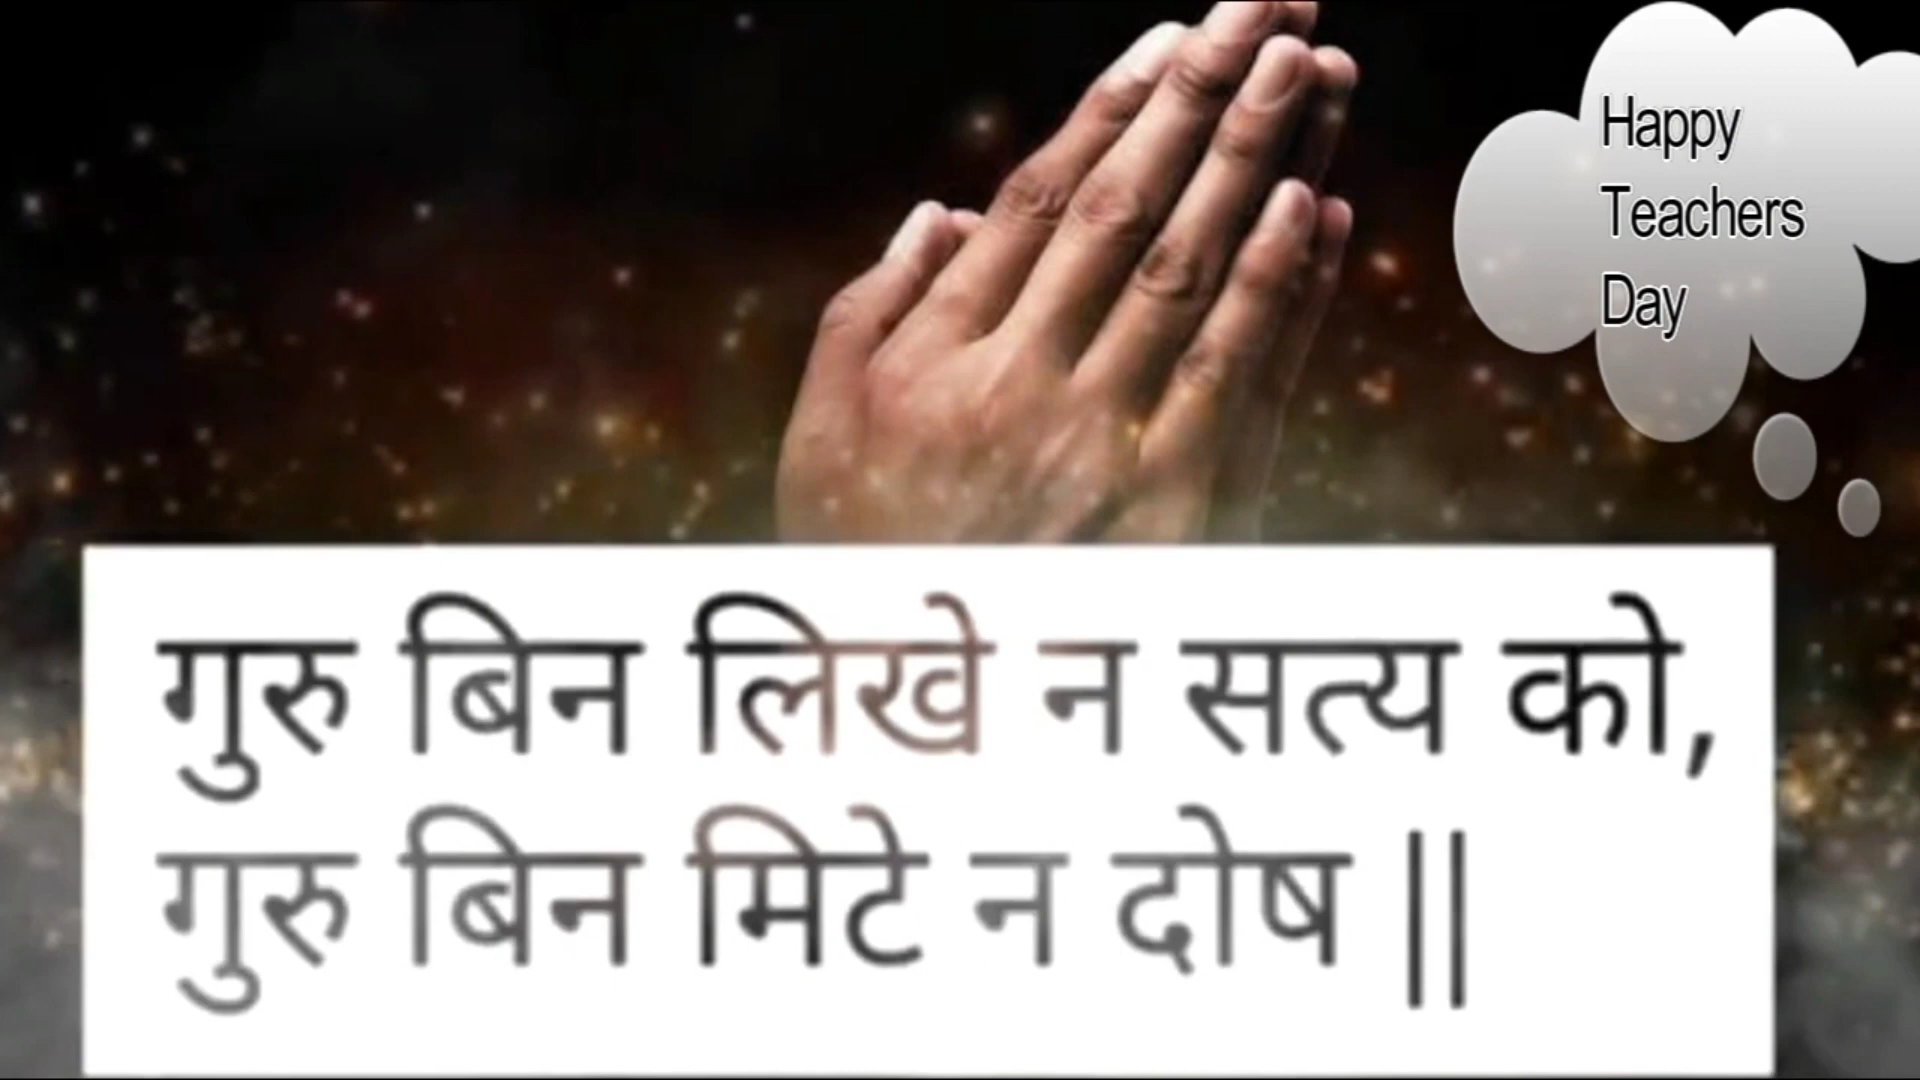 Happy
Teachers
Day
गुरु बिन लिखे न सत्य को,
गुरु बिन मिटे न दोष ||